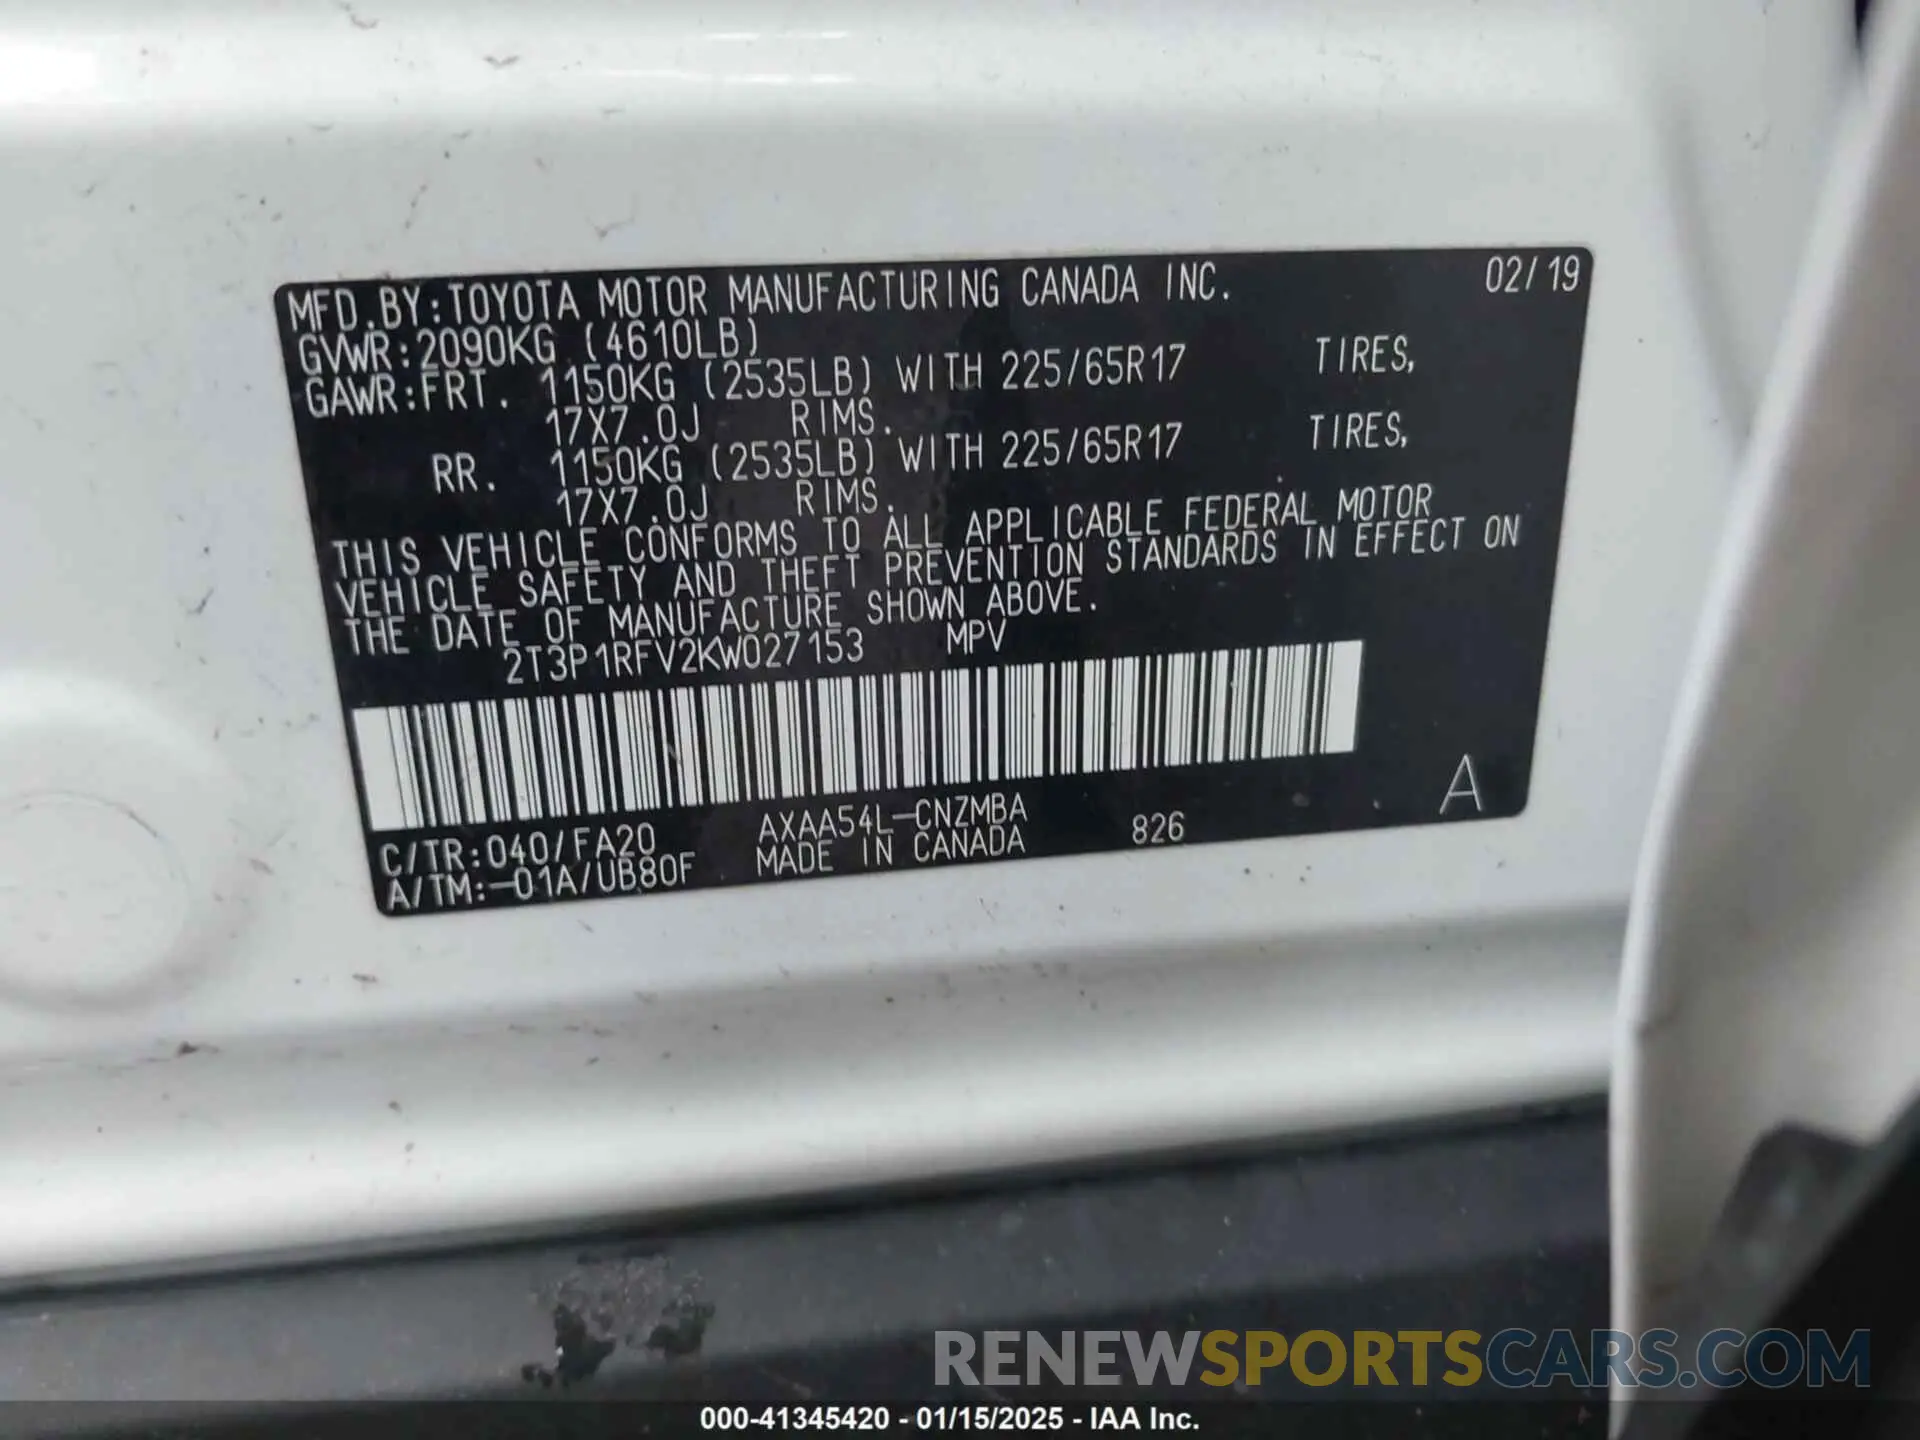 MFD.BY:TOYOTA MOTOR MANUFACTURING CANADA INC. 02/19
GVWR:2090KG (4610LB)
GAWR:FRT. 1150KG (2535LB) WITH 225/65R17 TIRES,
17X7.0J RIMS.
RR. 1150KG (2535LB) WITH 225/65R17 TIRES,
17X7.0J RIMS.
THIS VEHICLE CONFORMS TO ALL APPLICABLE FEDERAL MOTOR
VEHICLE SAFETY AND THEFT PREVENTION STANDARDS IN EFFECT ON
THE DATE OF MANUFACTURE SHOWN ABOVE.
2T3P1RFV2KW027153 MPV
C/TR:040/FA20 AXAA54L-CNZMBA 826 A
A/TM:-01A/UB80F MADE IN CANADA
RENEWSPORTSCARS.COM
000-41345420 - 01/15/2025 - IAA Inc.